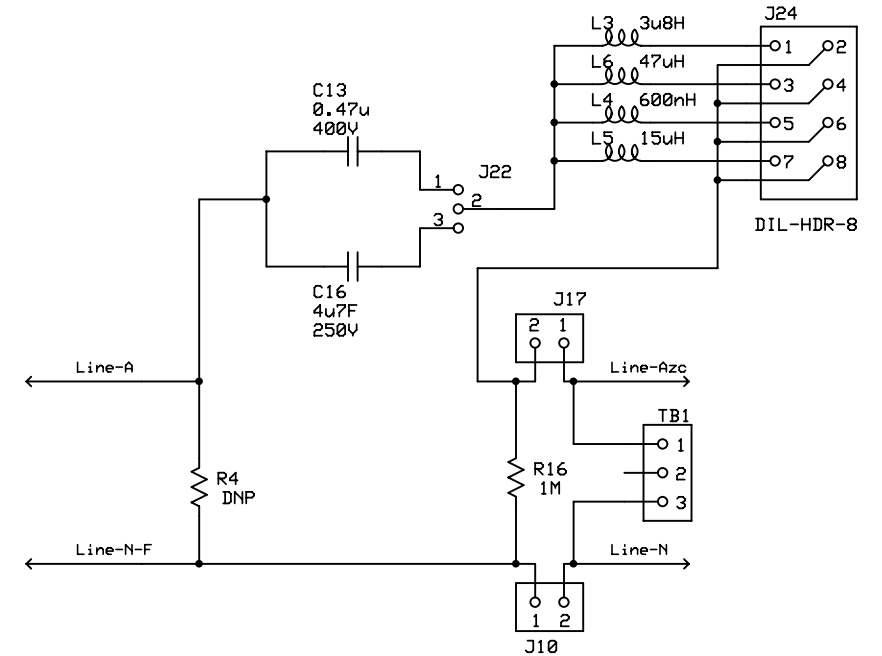 J24
L3 3u8H
1 2
L6 47uH
3 4
L4 600nH
5 6
L5 15uH
7 8
DIL-HDR-8
C13
0.47u
400V
J22
1
2
3
C16
4u7F
250V
J17
2 1
Line-A
Line-Azc
TB1
1
2
3
R4
DNP
R16
1M
Line-N-F
Line-N
1 2
J10